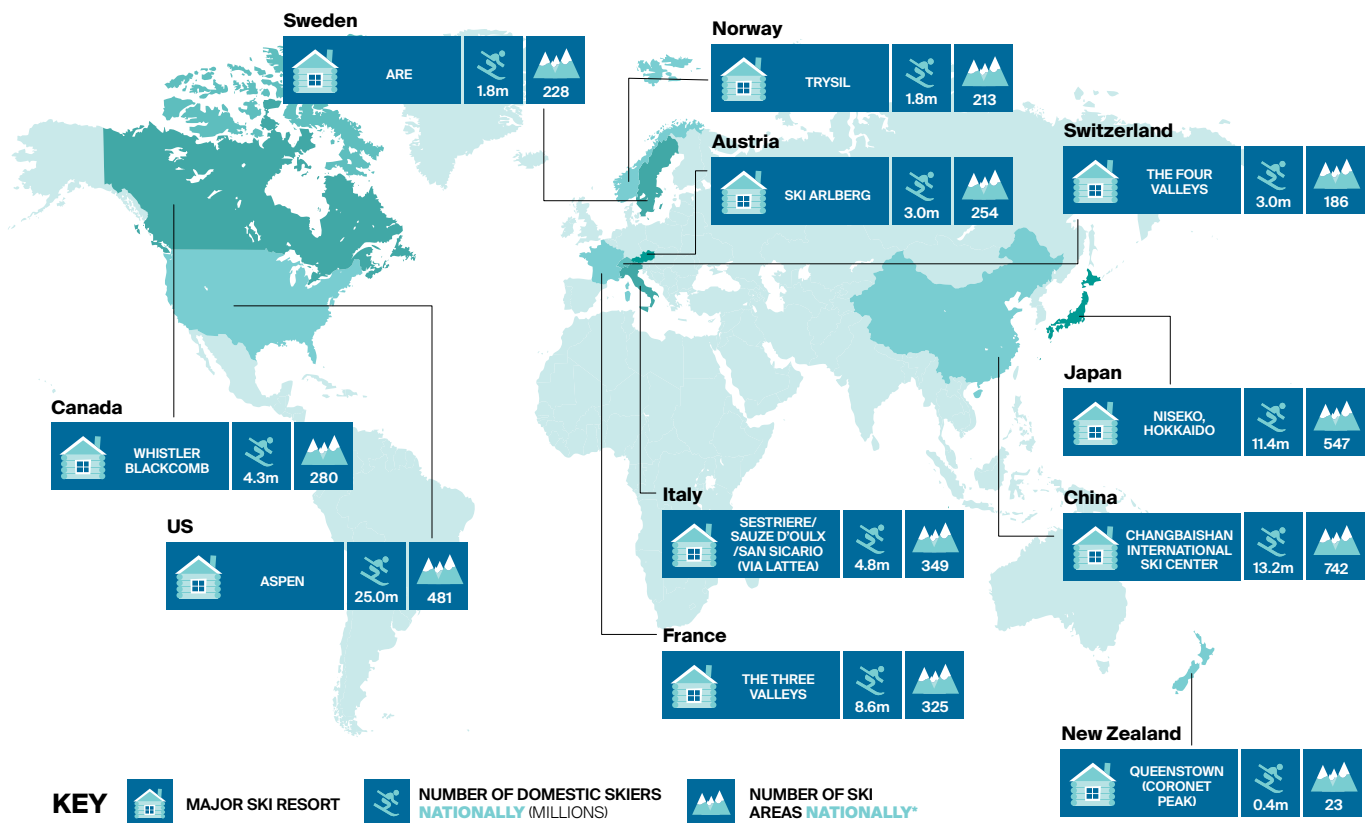 Sweden
ARE
1.8m
228
Norway
TRYSIL
1.8m
213
Austria
SKI ARLBERG
3.0m
254
Switzerland
THE FOUR
VALLEYS
3.0m
186
Japan
NISEKO,
HOKKAIDO
11.4m
547
Canada
WHISTLER
BLACKCOMB
4.3m
280
US
ASPEN
25.0m
481
Italy
SESTRIERE/
SAUZE D'OULX
/SAN SICARIO
(VIA LATTEA)
4.8m
349
China
CHANGBAISHAN
INTERNATIONAL
SKI CENTER
13.2m
742
France
THE THREE
VALLEYS
8.6m
325
New Zealand
QUEENSTOWN
(CORONET
PEAK)
0.4m
23
KEY
MAJOR SKI RESORT
NUMBER OF DOMESTIC SKIERS
NATIONALLY (MILLIONS)
NUMBER OF SKI
AREAS NATIONALLY*